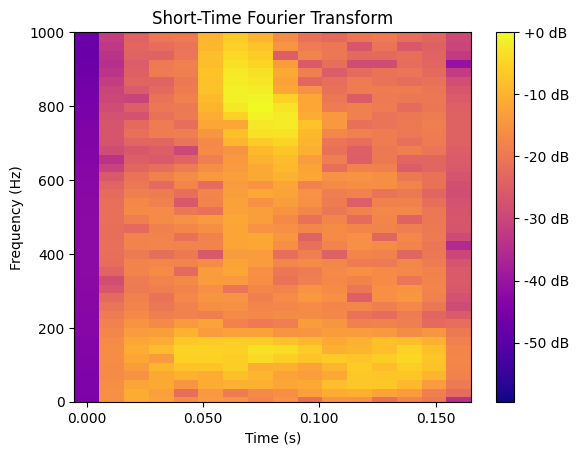 Short-Time Fourier Transform
1000
800
600
400
200
0
Frequency (Hz)
0.000
0.050
0.100
0.150
Time (s)
+0 dB
-10 dB
-20 dB
-30 dB
-40 dB
-50 dB